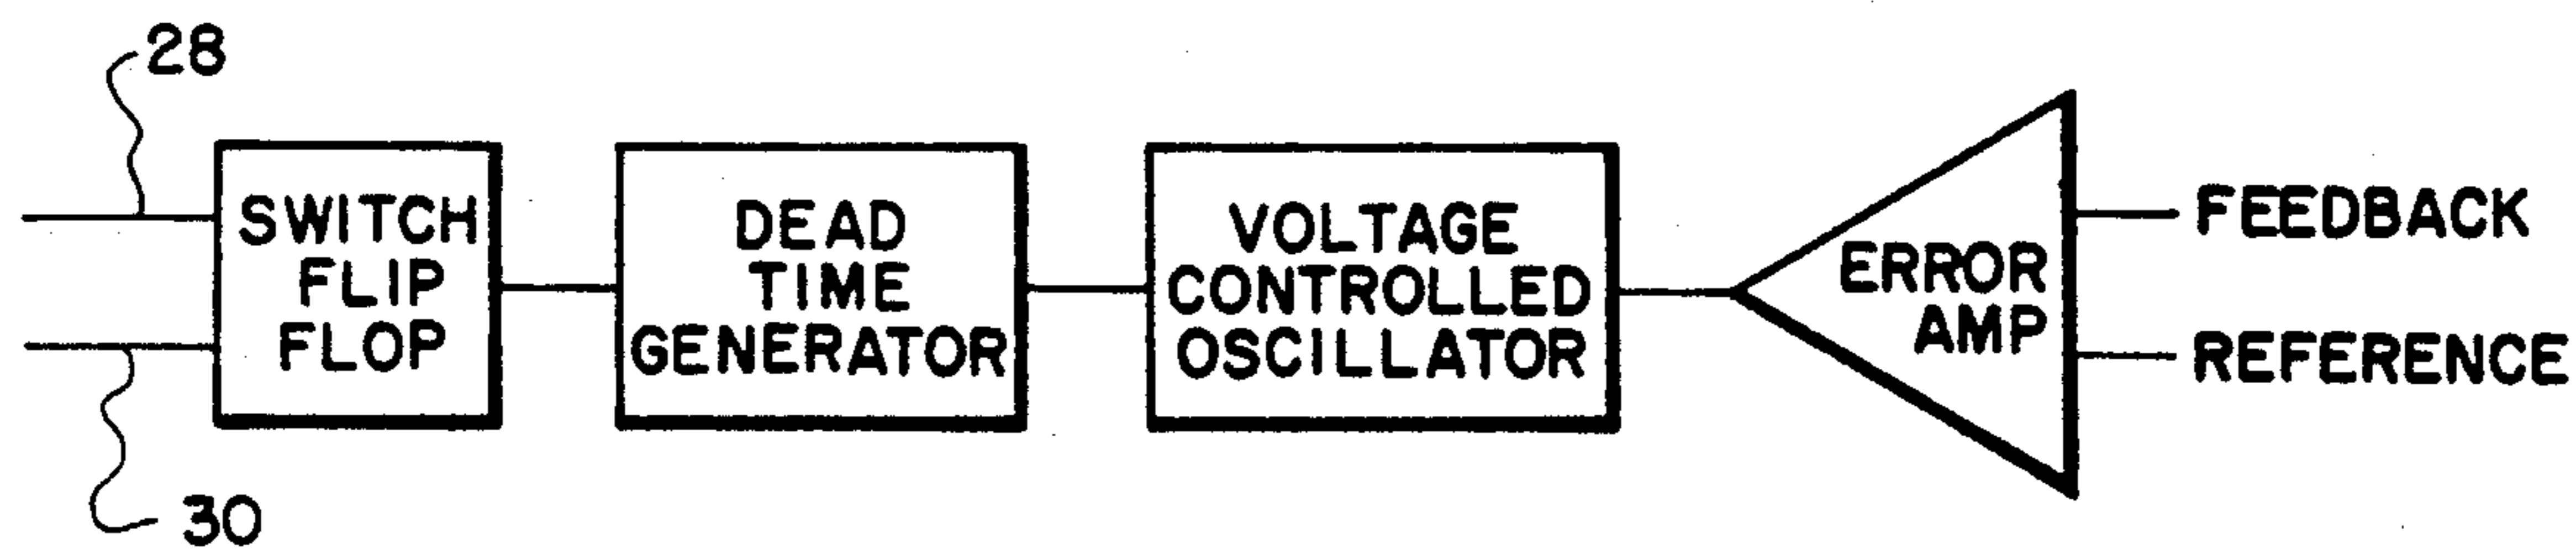 28
SWITCH
FLIP
FLOP
DEAD
TIME
GENERATOR
VOLTAGE
CONTROLLED
OSCILLATOR
ERROR
AMP
FEEDBACK
REFERENCE
30